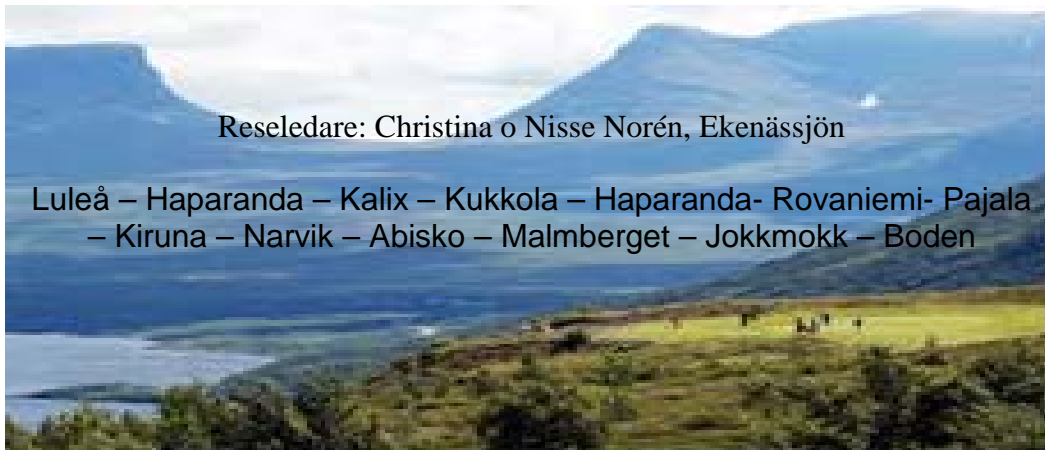 Reseledare: Christina o Nisse Norén, Ekenässjön
Luleå – Haparanda – Kalix – Kukkola – Haparanda- Rovaniemi- Pajala
– Kiruna – Narvik – Abisko – Malmberget – Jokkmokk – Boden